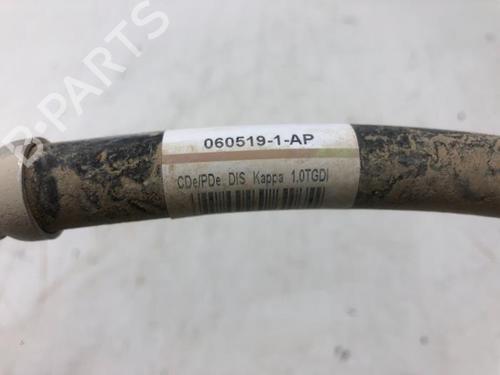 060519-1-AP
CDe/PDe DIS Kappa 1.0TGDI
B-PARTS